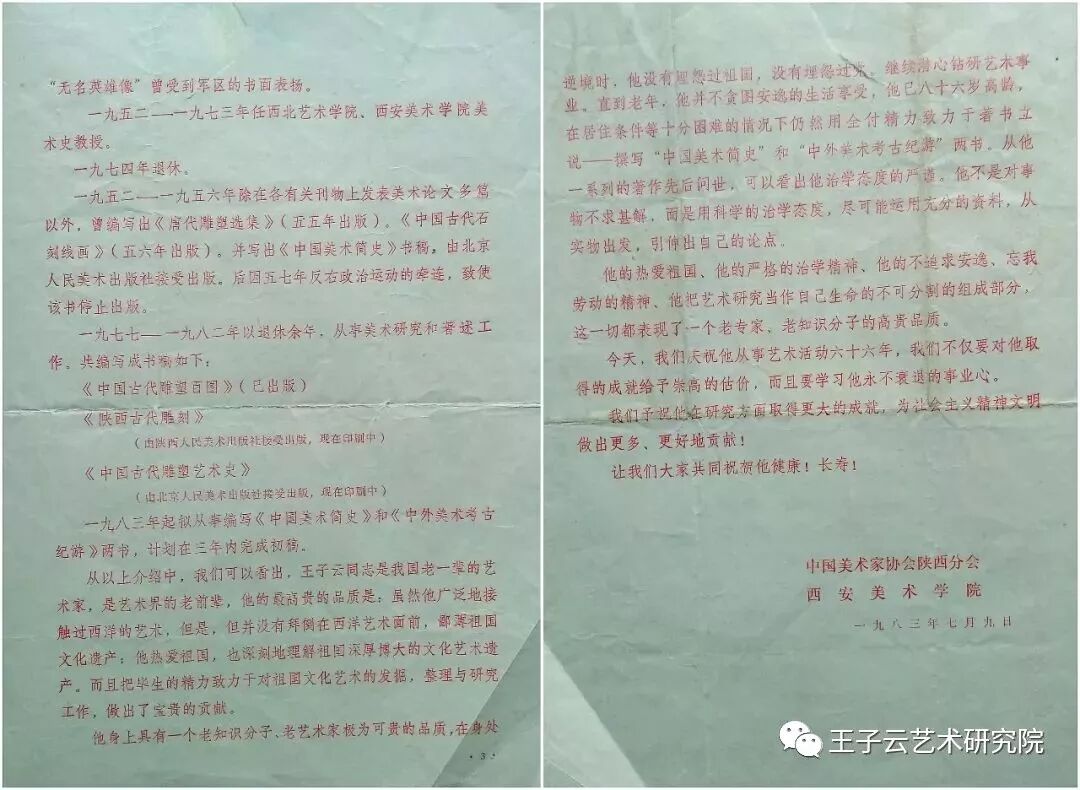 “无名英雄像”曾受到军区的书面表扬。
一九五二——一九七三年任西北艺术学院、西安美术学院美
术史教授。
一九七四年退休。
一九五二——一九五六年除在各有关刊物上发表美术论文多篇
以外，曾编写出《唐代雕塑选集》（五五年出版）。《中国古代石
刻线画》（五六年出版）。并写出《中国美术简史》书稿，由北京
人民美术出版社接受出版。后因五七年反右政治运动的牵连，致使
该书停止出版。
一九七七——一九八二年以退休余年，从事美术研究和著述工
作。共编写成书稿如下：
《中国古代雕塑百图》（已出版）
《陕西古代雕刻》
（由陕西人民美术出版社接受出版，现在印刷中）
《中国古代雕塑艺术史》
（由北京人民美术出版社接受出版，现在印刷中）
一九八三年起拟从事编写《中国美术简史》和《中外美术考古
纪游》两书，计划在三年内完成初稿。
从以上介绍中，我们可以看出，王子云同志是我国老一辈的艺
术家，是艺术界的老前辈，他的最高贵的品质是：虽然他广泛地接
触过西洋的艺术，但是，但并没有拜倒在西洋艺术面前，鄙薄祖国
文化遗产；他热爱祖国，也深刻地理解祖国深厚博大的文化艺术遗
产。而且把毕生的精力致力于对祖国文化艺术的发掘，整理与研究
工作，做出了宝贵的贡献。
他身上具有一个老知识分子、老艺术家极为可贵的品质，在身处
·3·
逆境时，他没有埋怨过祖国，没有埋怨过党。继续潜心钻研艺术事
业。直到老年，他并不贪图安逸的生活享受，他已八十六岁高龄，
在居住条件等十分困难的情况下仍然用全付精力致力于著书立
说——撰写“中国美术简史”和“中外美术考古纪游”两书。从他
一系列的著作先后问世，可以看出他治学态度的严谨。他不是对事
物不求甚解，而是用科学的治学态度，尽可能运用充分的资料，从
实物出发，引伸出自己的论点。
他的热爱祖国、他的严格的治学精神、他的不追求安逸、忘我
劳动的精神、他把艺术研究当作自己生命的不可分割的组成部分，
这一切都表现了一个老专家、老知识分子的高贵品质。
今天，我们庆祝他从事艺术活动六十六年，我们不仅要对他取
得的成就给予崇高的估价，而且要学习他永不衰退的事业心。
我们予祝他在研究方面取得更大的成就，为社会主义精神文明
做出更多、更好地贡献！
让我们大家共同祝贺他健康！长寿！
中国美术家协会陕西分会
西安美术学院
一九八三年七月九日
王子云艺术研究院